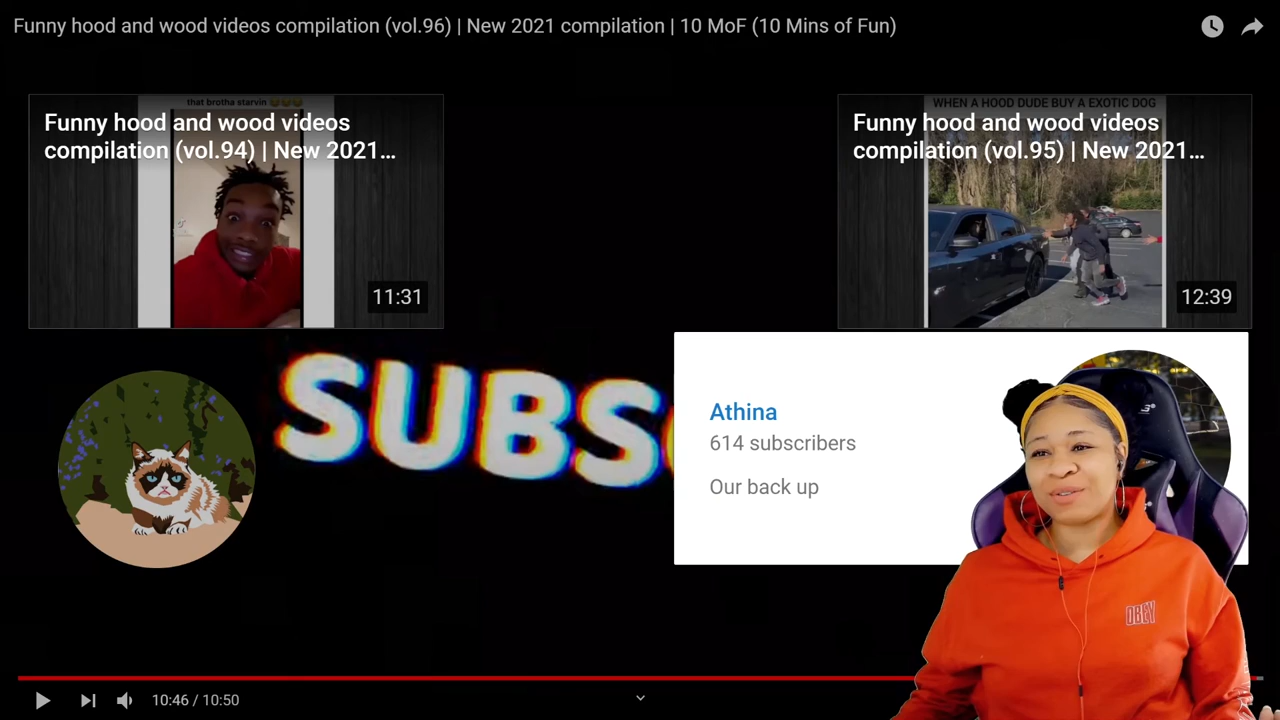 Funny hood and wood videos compilation (vol.96) | New 2021 compilation | 10 MoF (10 Mins of Fun)
that brotha starvin 😂😂😂
Funny hood and wood videos
compilation (vol.94) | New 2021...
11:31
WHEN A HOOD DUDE BUY A EXOTIC DOG
Funny hood and wood videos
compilation (vol.95) | New 2021...
12:39
SUBS
Athina
614 subscribers
Our back up
OBEY
10:46 / 10:50